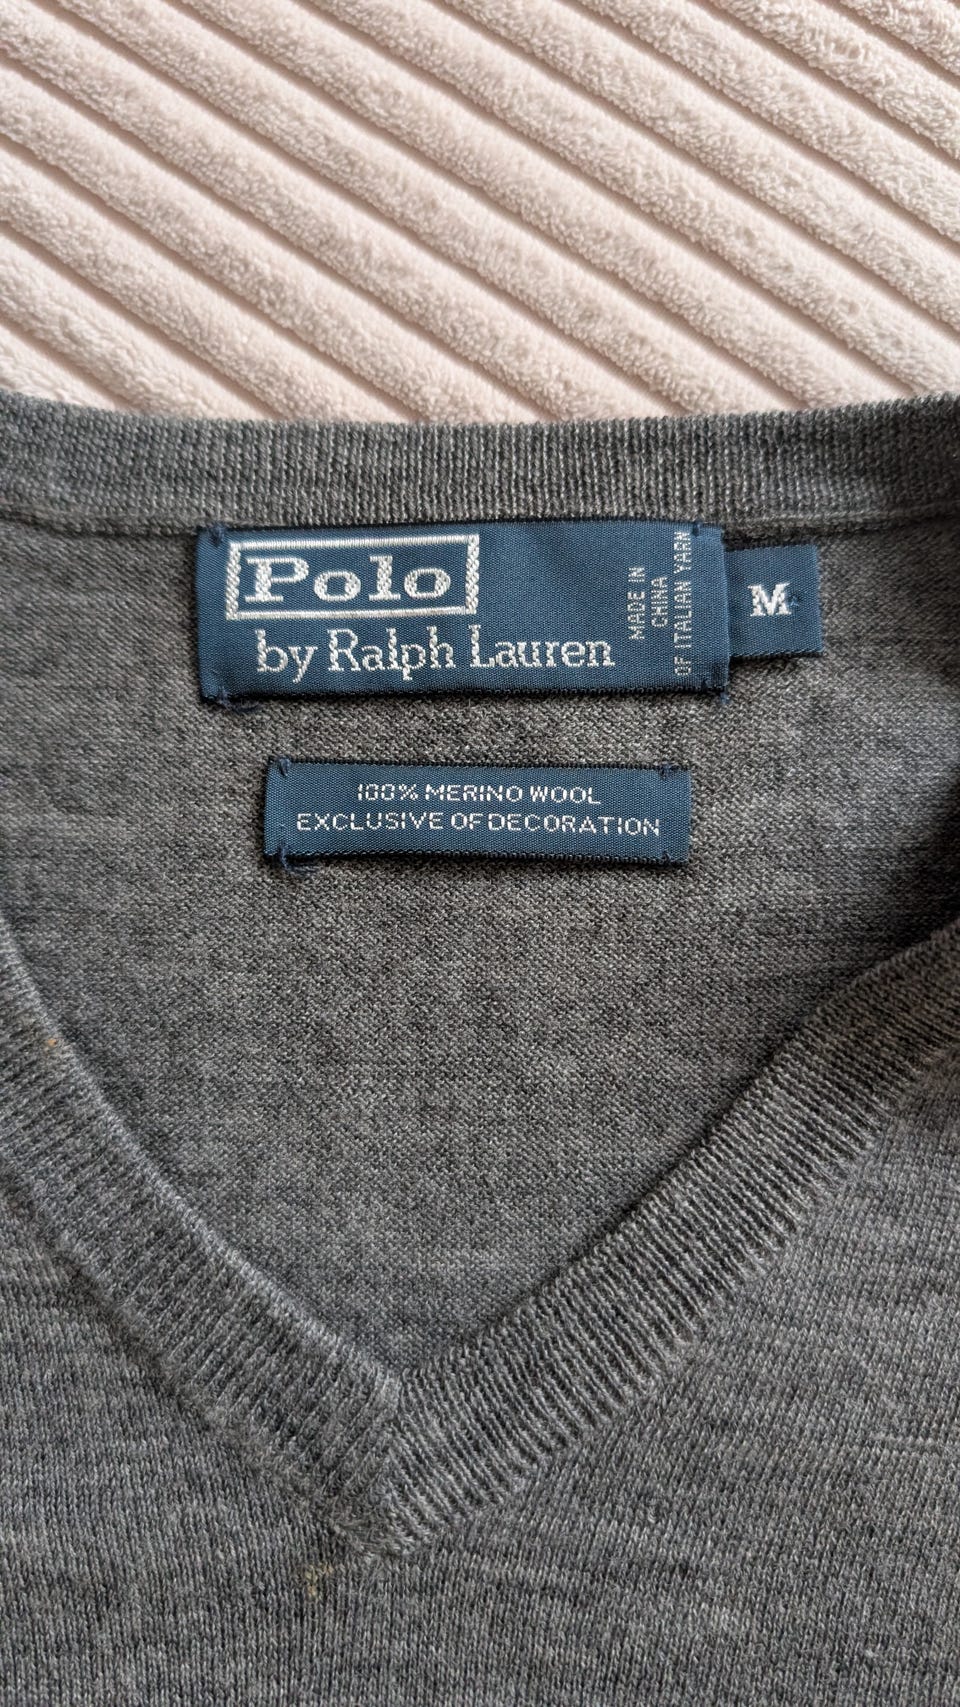 Polo
by Ralph Lauren
MADE IN
CHINA
OF ITALIAN YARN
M
100% MERINO WOOL
EXCLUSIVE OF DECORATION